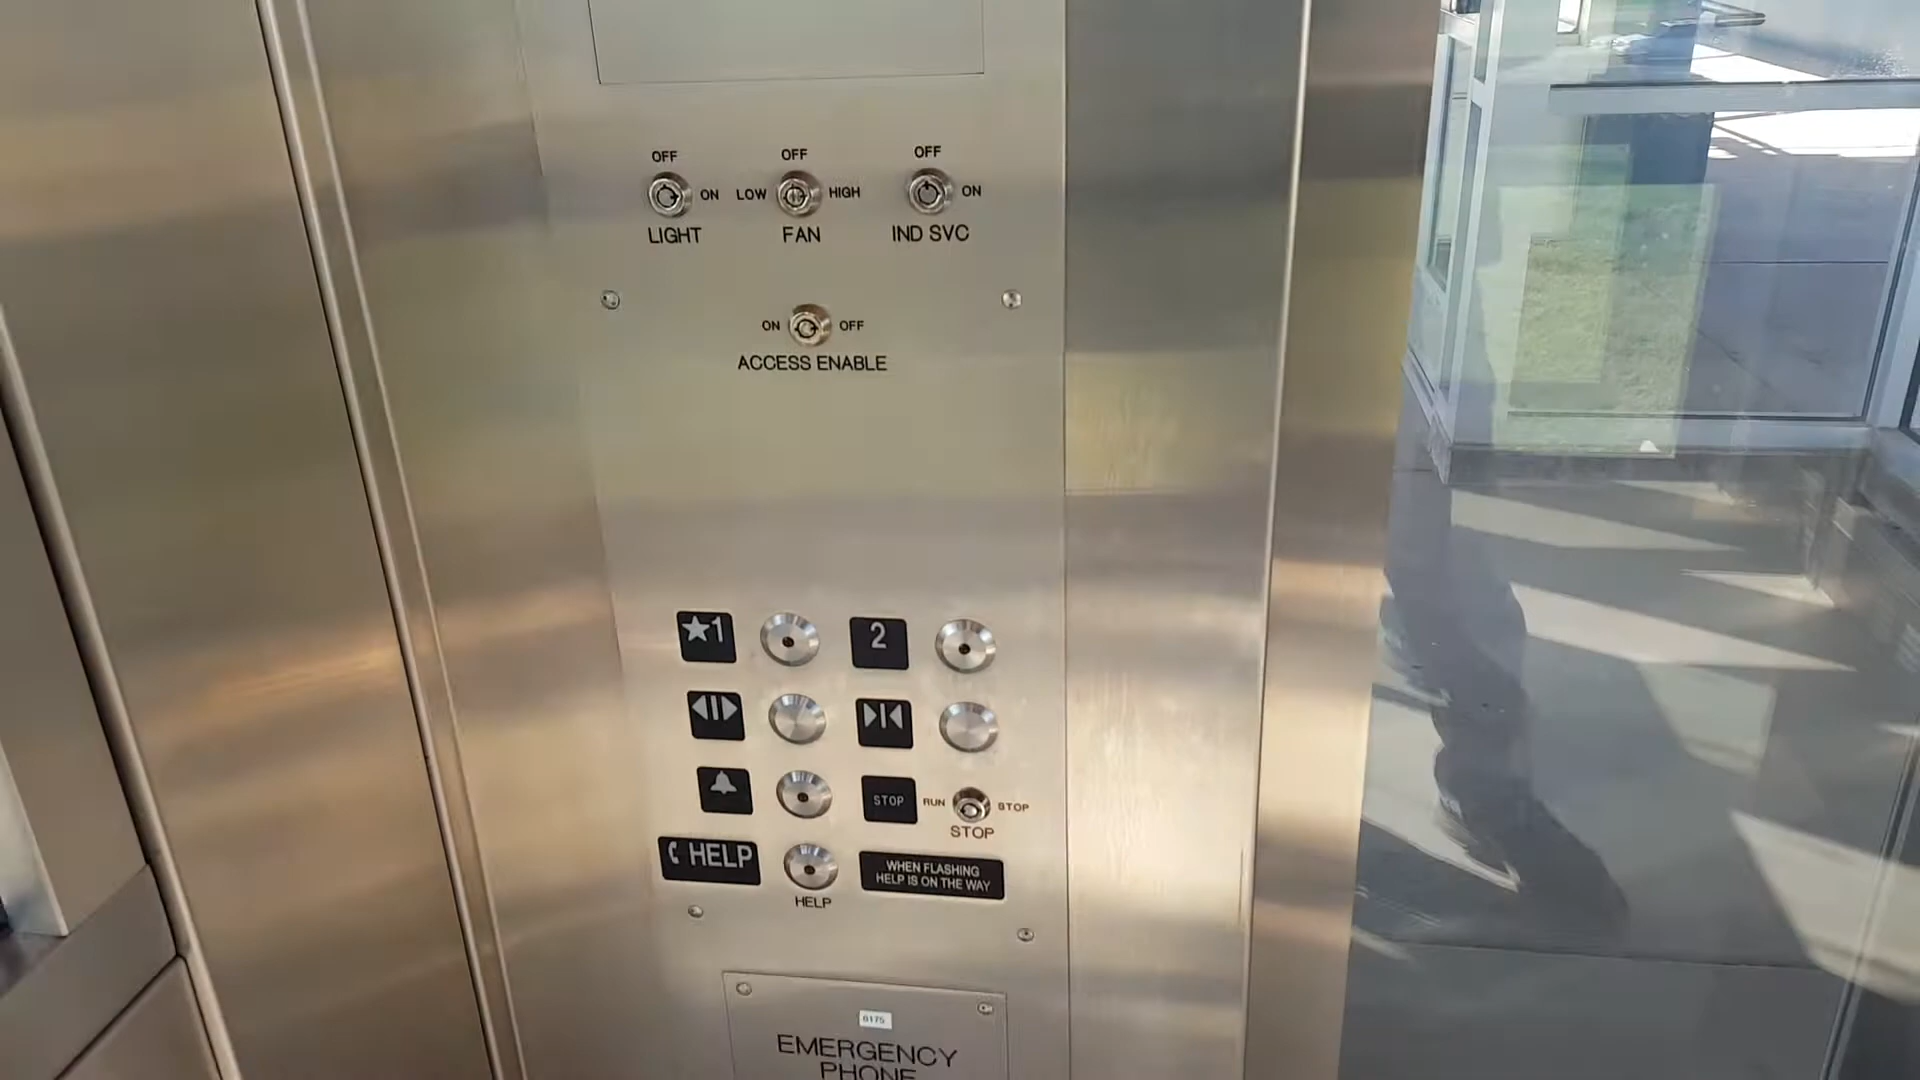 OFF OFF OFF
ON LOW HIGH ON
LIGHT FAN IND SVC
ON OFF
ACCESS ENABLE
★1 2
STOP RUN STOP
STOP
HELP
WHEN FLASHING
HELP IS ON THE WAY
HELP
0175
EMERGENCY
PHONE